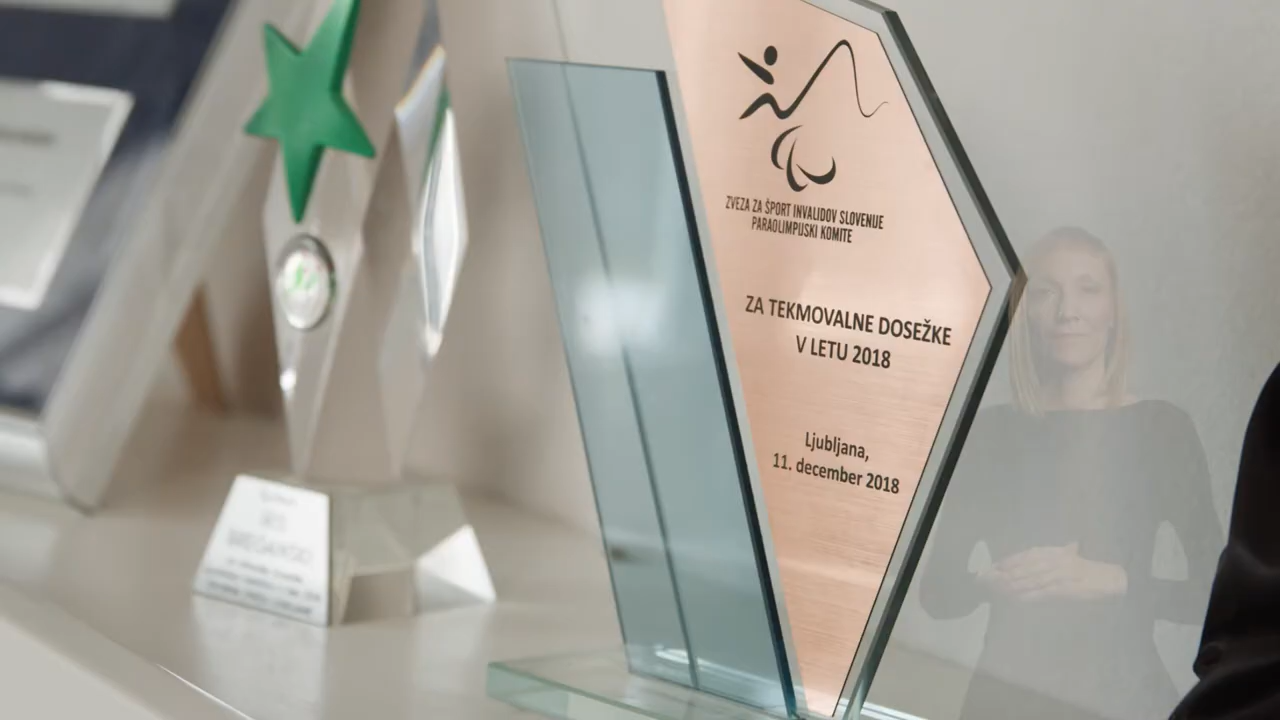 ZVEZA ZA ŠPORT INVALIDOV SLOVENIJE
PARAOLIMPIJSKI KOMITE
ZA TEKMOVALNE DOSEŽKE
V LETU 2018
Ljubljana,
11. december 2018